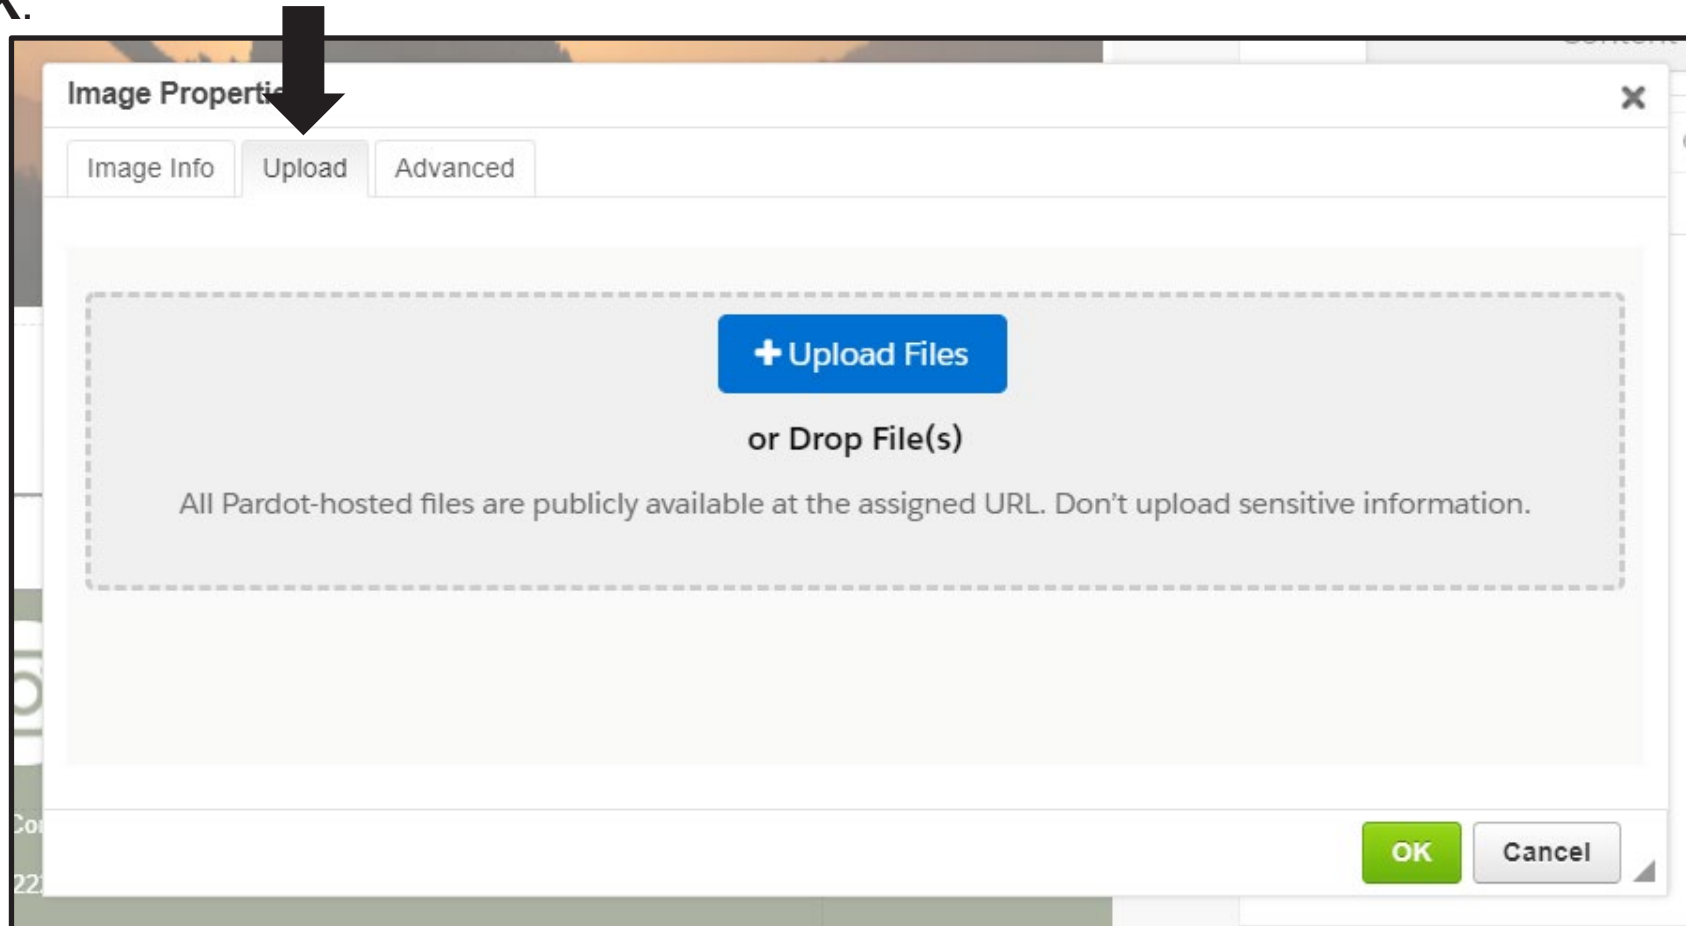 Image Properti
Image Info Upload Advanced
+ Upload Files
or Drop File(s)
All Pardot-hosted files are publicly available at the assigned URL. Don't upload sensitive information.
OK Cancel